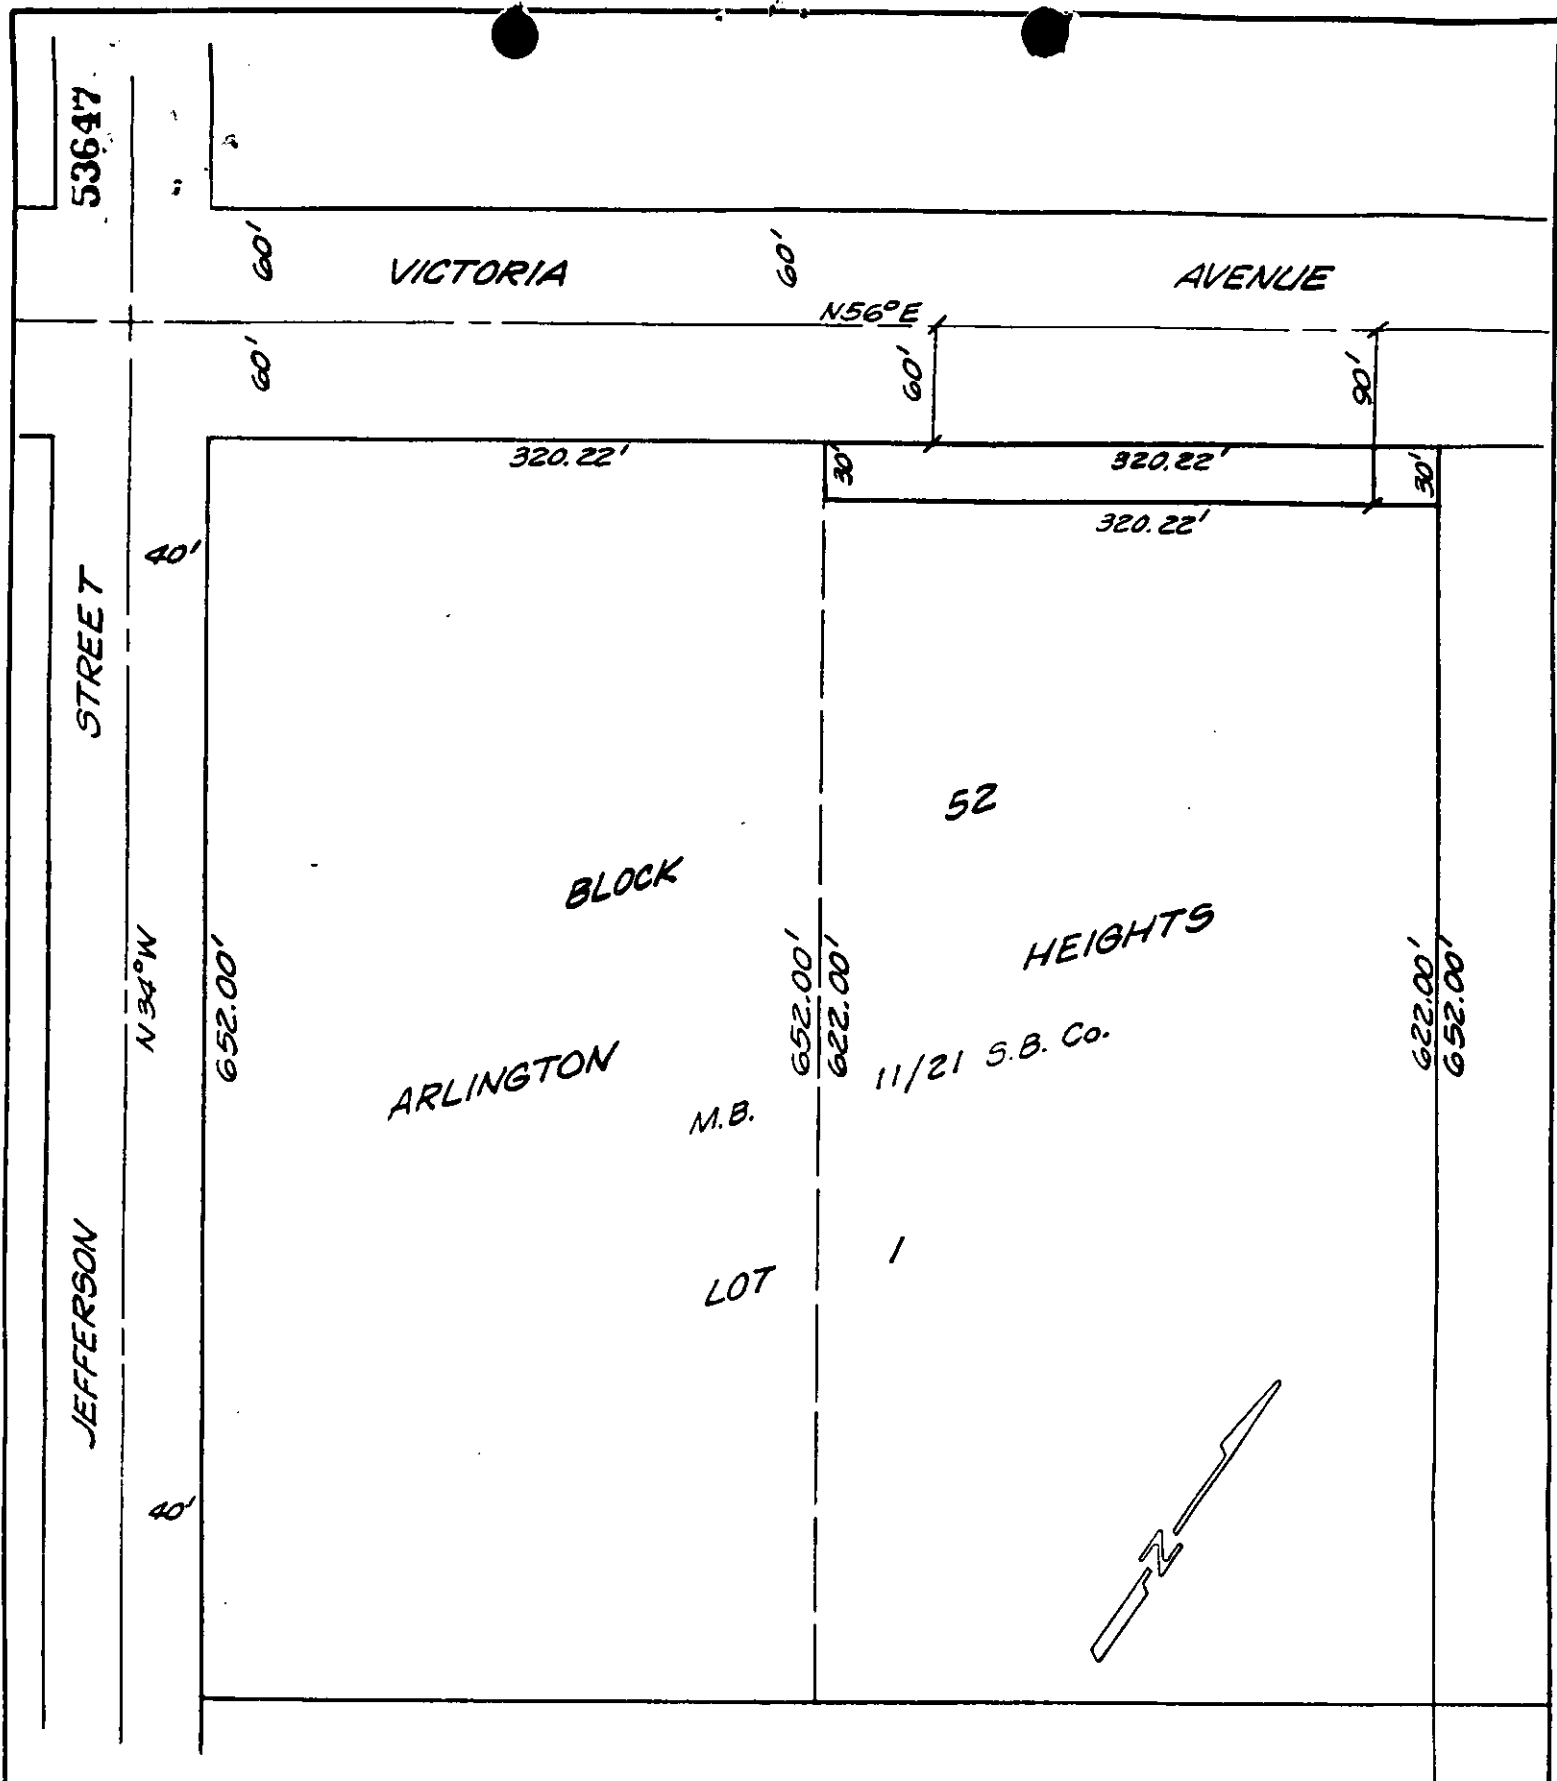 53647
60' 60'
VICTORIA AVENUE
N56°E
60' 60' 90'
320.22' 30' 320.22' 30'
320.22'
40'
STREET
52
BLOCK
HEIGHTS
N34°W
652.00' 652.00' 622.00' 622.00' 652.00'
11/21 S.B. Co.
ARLINGTON
M.B.
LOT 1
JEFFERSON
40'
N